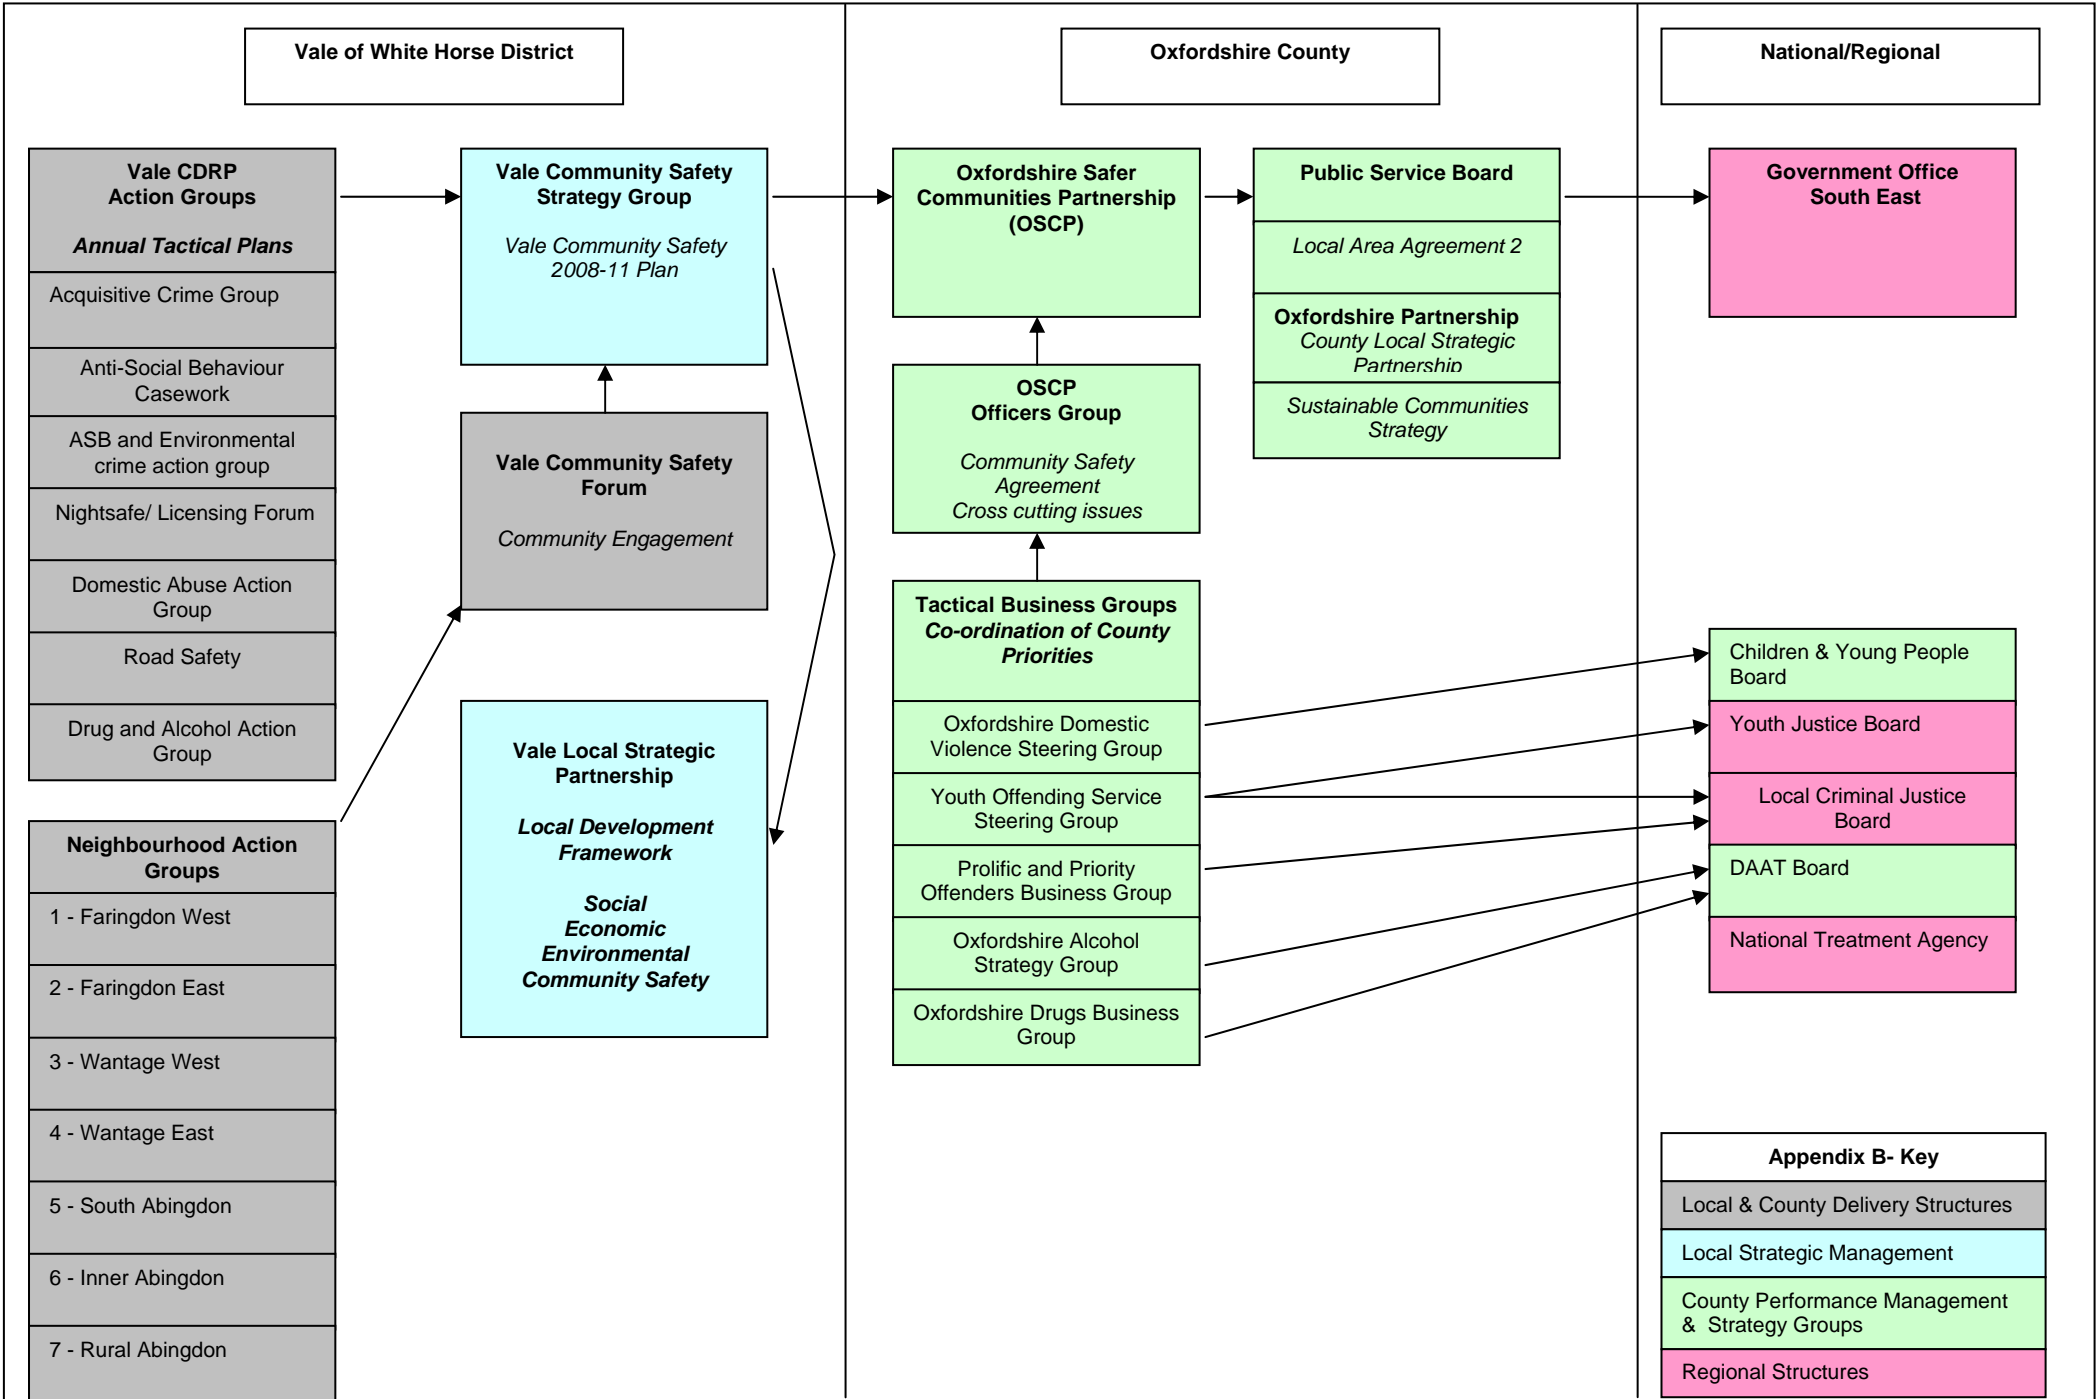 Vale of White Horse District
Oxfordshire County
National/Regional
Vale CDRP
Action Groups
Annual Tactical Plans
Acquisitive Crime Group
Anti-Social Behaviour
Casework
ASB and Environmental
crime action group
Nightsafe/ Licensing Forum
Domestic Abuse Action
Group
Road Safety
Drug and Alcohol Action
Group
Neighbourhood Action
Groups
1 - Faringdon West
2 - Faringdon East
3 - Wantage West
4 - Wantage East
5 - South Abingdon
6 - Inner Abingdon
7 - Rural Abingdon
Vale Community Safety
Strategy Group
Vale Community Safety
2008-11 Plan
Vale Community Safety
Forum
Community Engagement
Vale Local Strategic
Partnership
Local Development
Framework
Social
Economic
Environmental
Community Safety
Oxfordshire Safer
Communities Partnership
(OSCP)
OSCP
Officers Group
Community Safety
Agreement
Cross cutting issues
Tactical Business Groups
Co-ordination of County
Priorities
Oxfordshire Domestic
Violence Steering Group
Youth Offending Service
Steering Group
Prolific and Priority
Offenders Business Group
Oxfordshire Alcohol
Strategy Group
Oxfordshire Drugs Business
Group
Public Service Board
Local Area Agreement 2
Oxfordshire Partnership
County Local Strategic
Partnership
Sustainable Communities
Strategy
Government Office
South East
Children & Young People
Board
Youth Justice Board
Local Criminal Justice
Board
DAAT Board
National Treatment Agency
Appendix B- Key
Local & County Delivery Structures
Local Strategic Management
County Performance Management
& Strategy Groups
Regional Structures